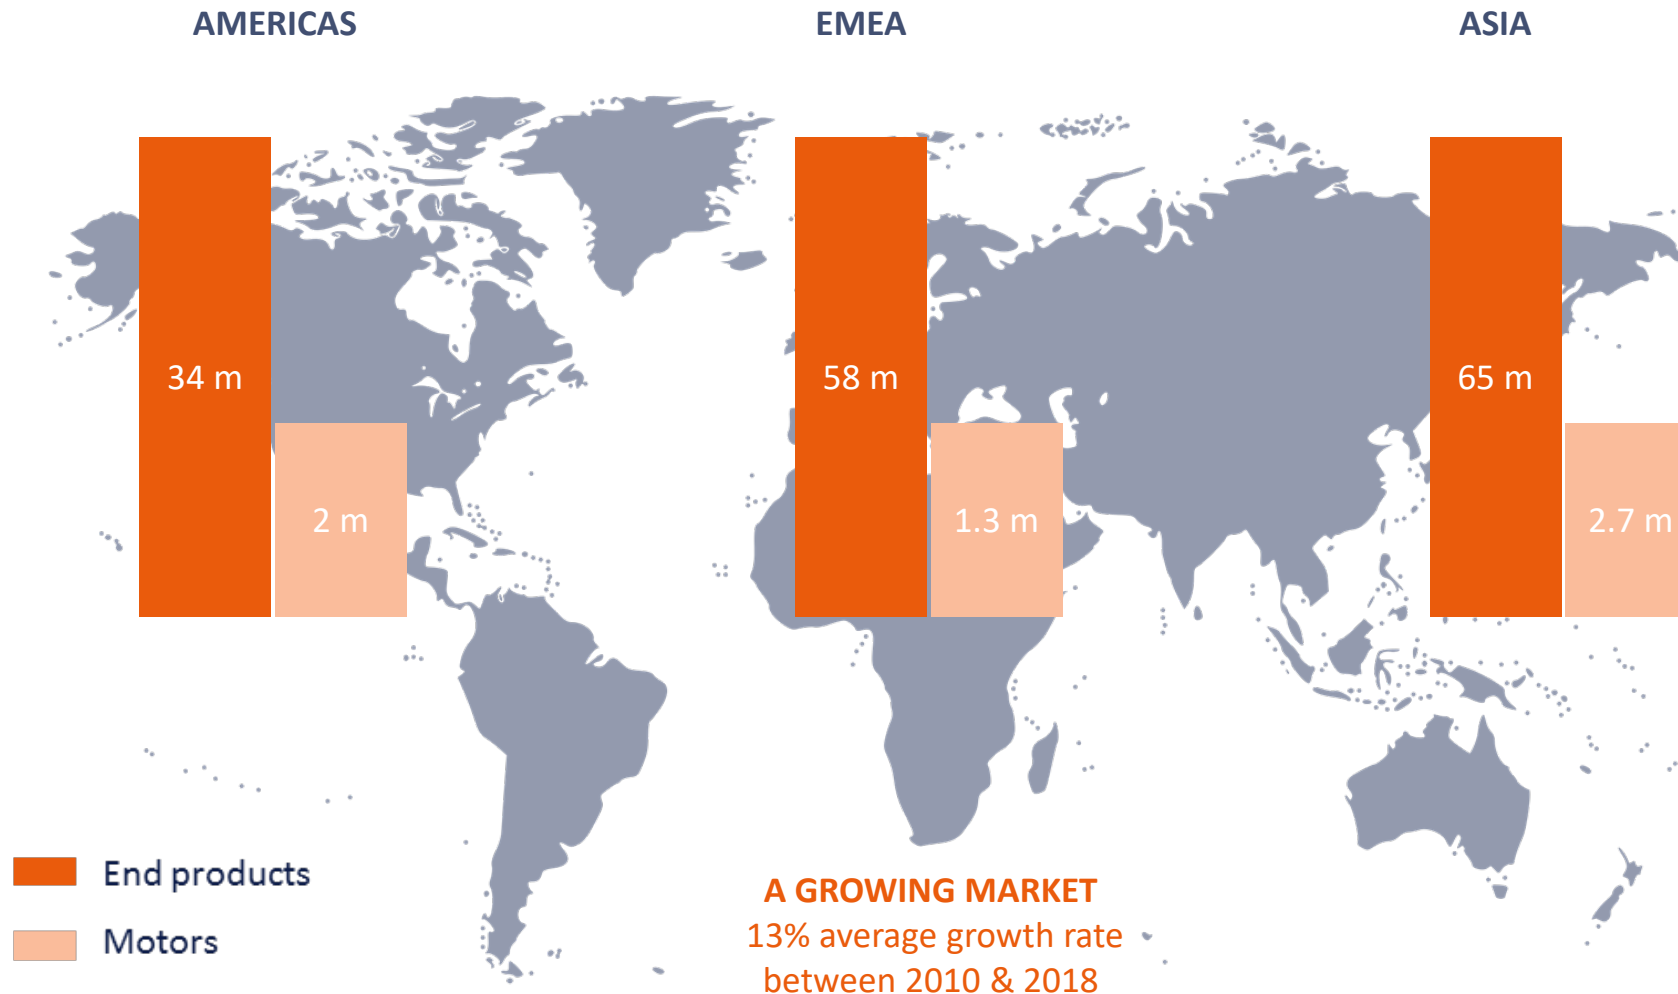 AMERICAS
EMEA
ASIA
34 m
58 m
65 m
2 m
1.3 m
2.7 m
End products
Motors
A GROWING MARKET
13% average growth rate
between 2010 & 2018